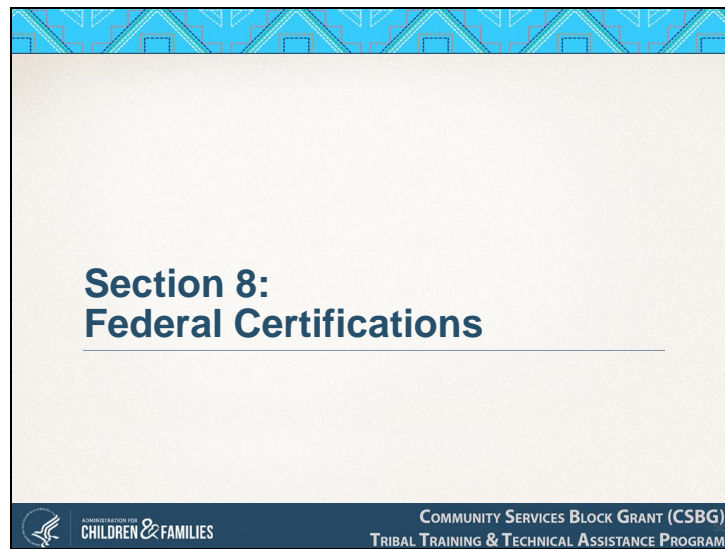 Section 8:
Federal Certifications
ADMINISTRATION FOR
CHILDREN & FAMILIES
COMMUNITY SERVICES BLOCK GRANT (CSBG)
TRIBAL TRAINING & TECHNICAL ASSISTANCE PROGRAM